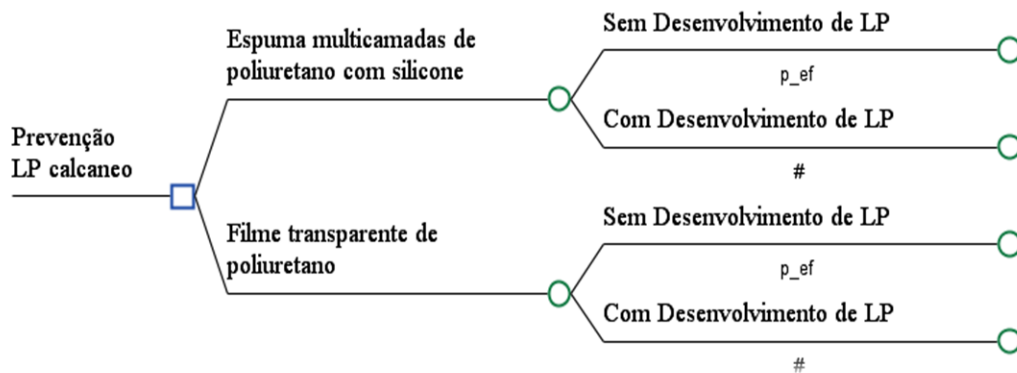 Prevenção
LP calcaneo
Espuma multicamadas de
poliuretano com silicone
Sem Desenvolvimento de LP
p_ef
Com Desenvolvimento de LP
#
Filme transparente de
poliuretano
Sem Desenvolvimento de LP
p_ef
Com Desenvolvimento de LP
#